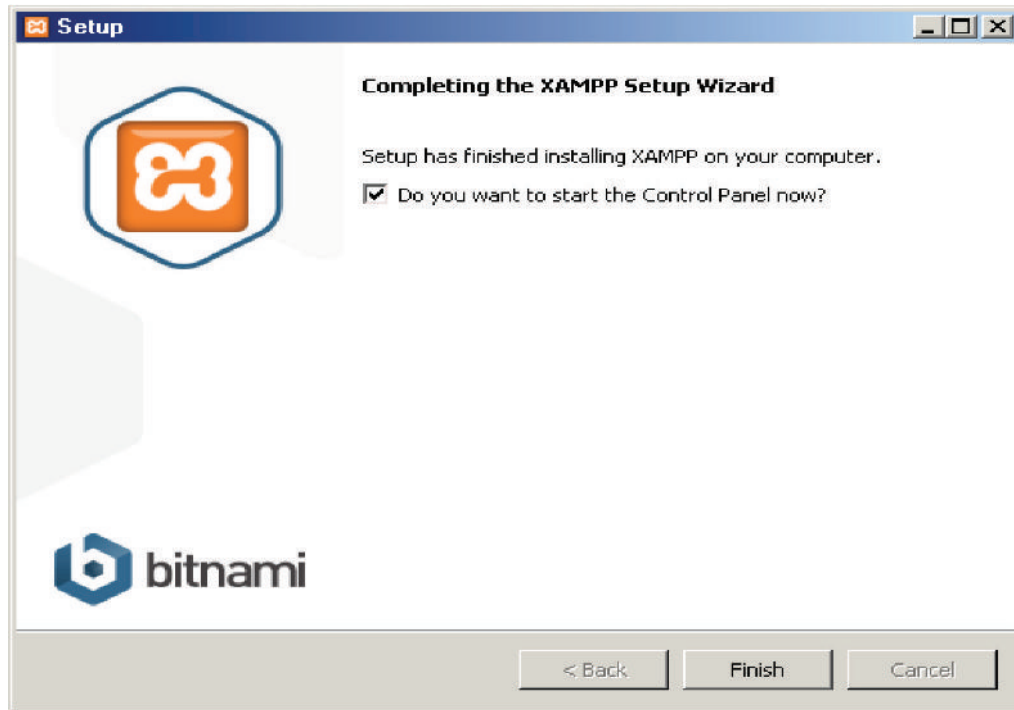 Setup
Completing the XAMPP Setup Wizard
Setup has finished installing XAMPP on your computer.
Do you want to start the Control Panel now?
bitnami
< Back
Finish
Cancel